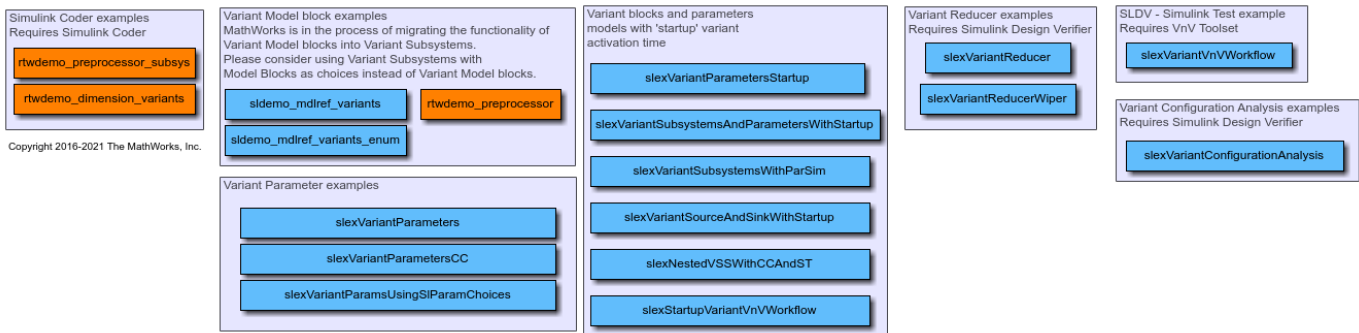 Simulink Coder examples
Requires Simulink Coder
rtwdemo_preprocessor_subsys
rtwdemo_dimension_variants
Copyright 2016-2021 The MathWorks, Inc.
Variant Model block examples
MathWorks is in the process of migrating the functionality of
Variant Model blocks into Variant Subsystems.
Please consider using Variant Subsystems with
Model Blocks as choices instead of Variant Model blocks.
sldemo_mdlref_variants
rtwdemo_preprocessor
sldemo_mdlref_variants_enum
Variant Parameter examples
slexVariantParameters
slexVariantParametersCC
slexVariantParamsUsingSlParamChoices
Variant blocks and parameters
models with 'startup' variant
activation time
slexVariantParametersStartup
slexVariantSubsystemsAndParametersWithStartup
slexVariantSubsystemsWithParSim
slexVariantSourceAndSinkWithStartup
slexNestedVSSWithCCAndST
slexStartupVariantVnVWorkflow
Variant Reducer examples
Requires Simulink Design Verifier
slexVariantReducer
slexVariantReducerWiper
SLDV - Simulink Test example
Requires VnV Toolset
slexVariantVnVWorkflow
Variant Configuration Analysis examples
Requires Simulink Design Verifier
slexVariantConfigurationAnalysis